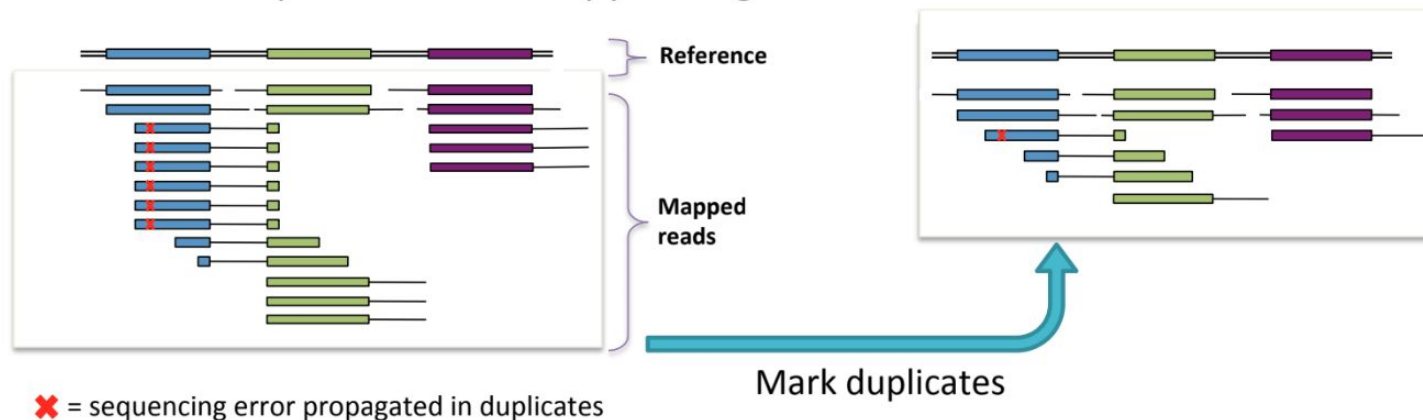 Reference
Mapped
reads
Mark duplicates
✖ = sequencing error propagated in duplicates